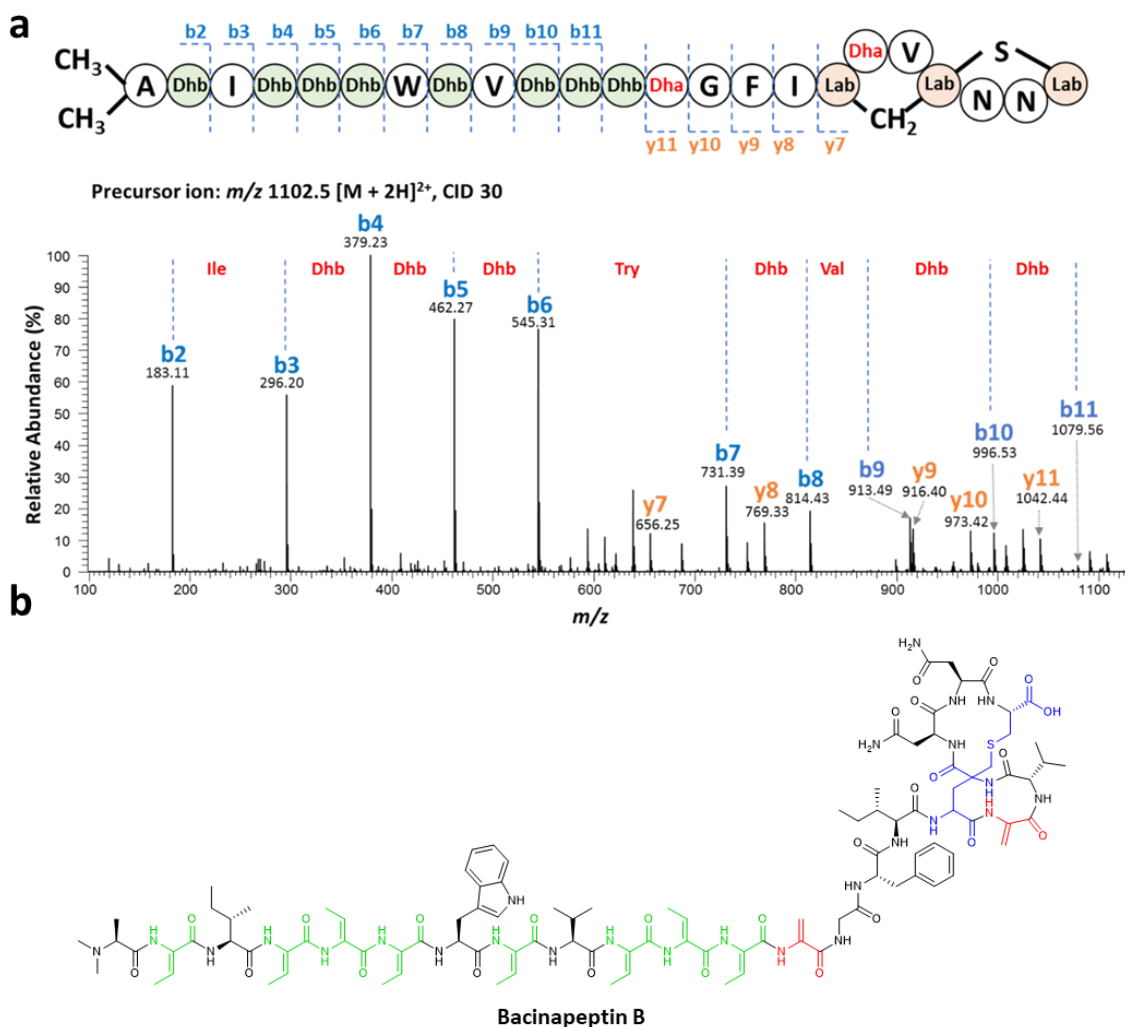 a
b2 b3 b4 b5 b6 b7 b8 b9 b10 b11
CH3
CH3
A Dhb I Dhb Dhb Dhb W Dhb V Dhb Dhb Dhb Dha G F I Lab Dha V Lab N N Lab
S
CH2
y11 y10 y9 y8 y7
Precursor ion: m/z 1102.5 [M + 2H]2+, CID 30
Relative Abundance (%)
100
90
80
70
60
50
40
30
20
10
0
Ile Dhb Dhb Dhb Try Dhb Val Dhb Dhb
b2
183.11
b3
296.20
b4
379.23
b5
462.27
b6
545.31
y7
656.25
b7
731.39
y8
769.33
b8
814.43
b9
913.49
y9
916.40
y10
973.42
b10
996.53
y11
1042.44
b11
1079.56
100 200 300 400 500 600 700 800 900 1000 1100
m/z
b
H2N
O
O
O
NH
HN
O
OH
H2N
O
O
NH
S
O
O
N
H
O
NH
H
N
O
H
N
O
O
NH
O
NH
O
N
O
H
N
O
N
H
O
H
N
O
N
H
O
H
N
O
N
H
NH
O
H
N
O
N
H
O
H
N
O
N
H
O
H
N
O
N
H
O
N
H
O
Bacinapeptin B